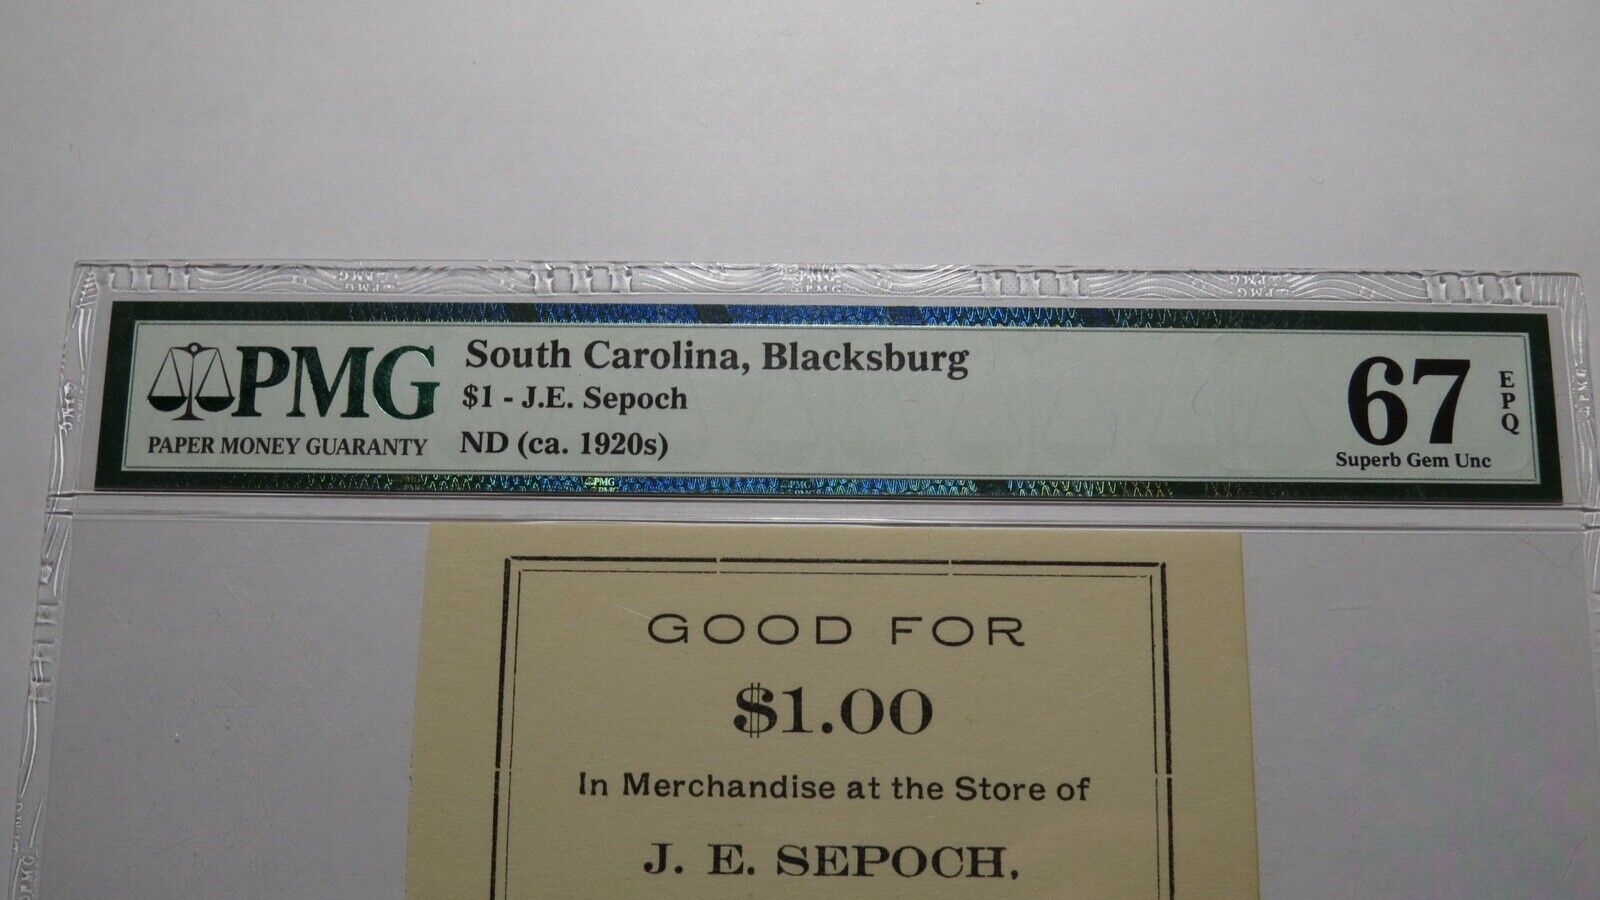 PMG
PAPER MONEY GUARANTY
South Carolina, Blacksburg
$1 - J.E. Sepoch
ND (ca. 1920s)
67
EPQ
Superb Gem Unc
GOOD FOR
$1.00
In Merchandise at the Store of
J. E. SEPOCH.